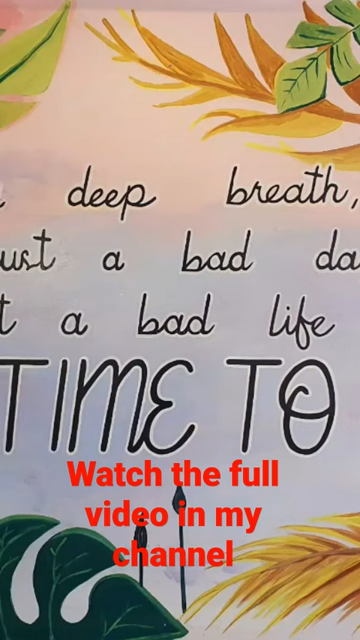 deep breath,
a bad
a bad life
TIME TO
Watch the full
video in my
channel